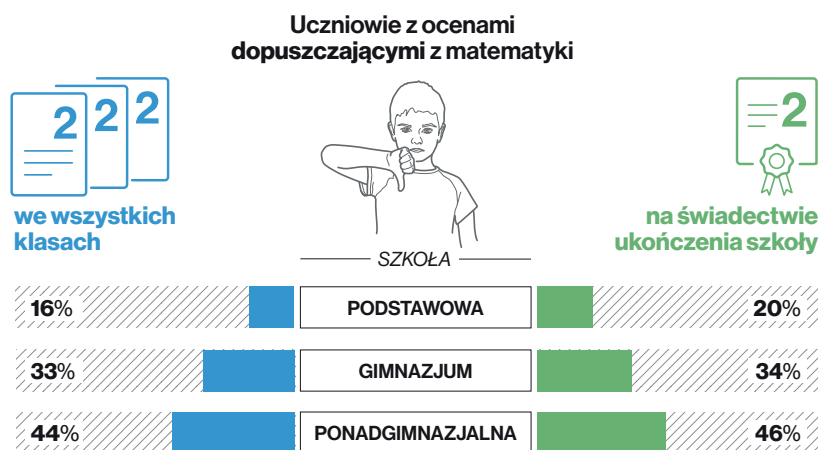 Uczniowie z ocenami
dopuszczającymi z matematyki
2 2 2
2
we wszystkich
klasach
na świadectwie
ukończenia szkoły
SZKOŁA
16% PODSTAWOWA 20%
33% GIMNAZJUM 34%
44% PONADGIMNAZJALNA 46%